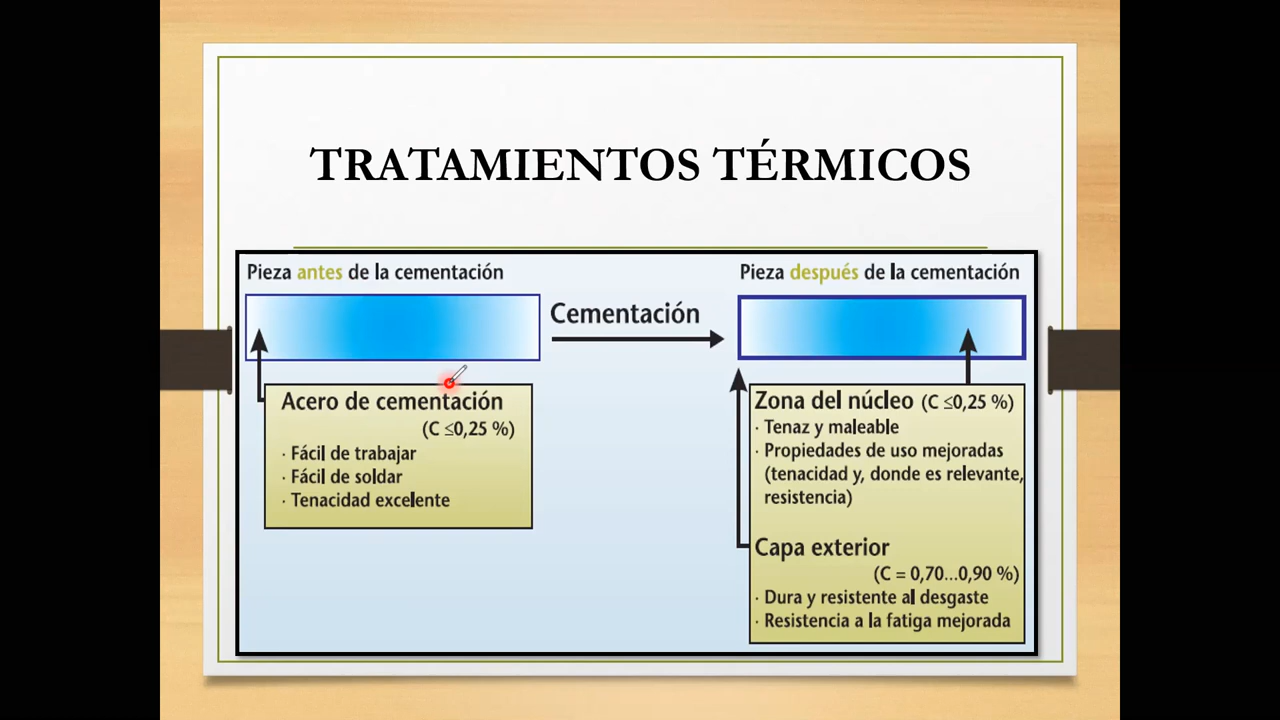 TRATAMIENTOS TÉRMICOS
Pieza antes de la cementación
Cementación
Pieza después de la cementación
Acero de cementación
(C ≤0,25 %)
· Fácil de trabajar
· Fácil de soldar
· Tenacidad excelente
Zona del núcleo (C ≤0,25 %)
· Tenaz y maleable
· Propiedades de uso mejoradas
(tenacidad y, donde es relevante,
resistencia)
Capa exterior
(C = 0,70...0,90 %)
· Dura y resistente al desgaste
· Resistencia a la fatiga mejorada